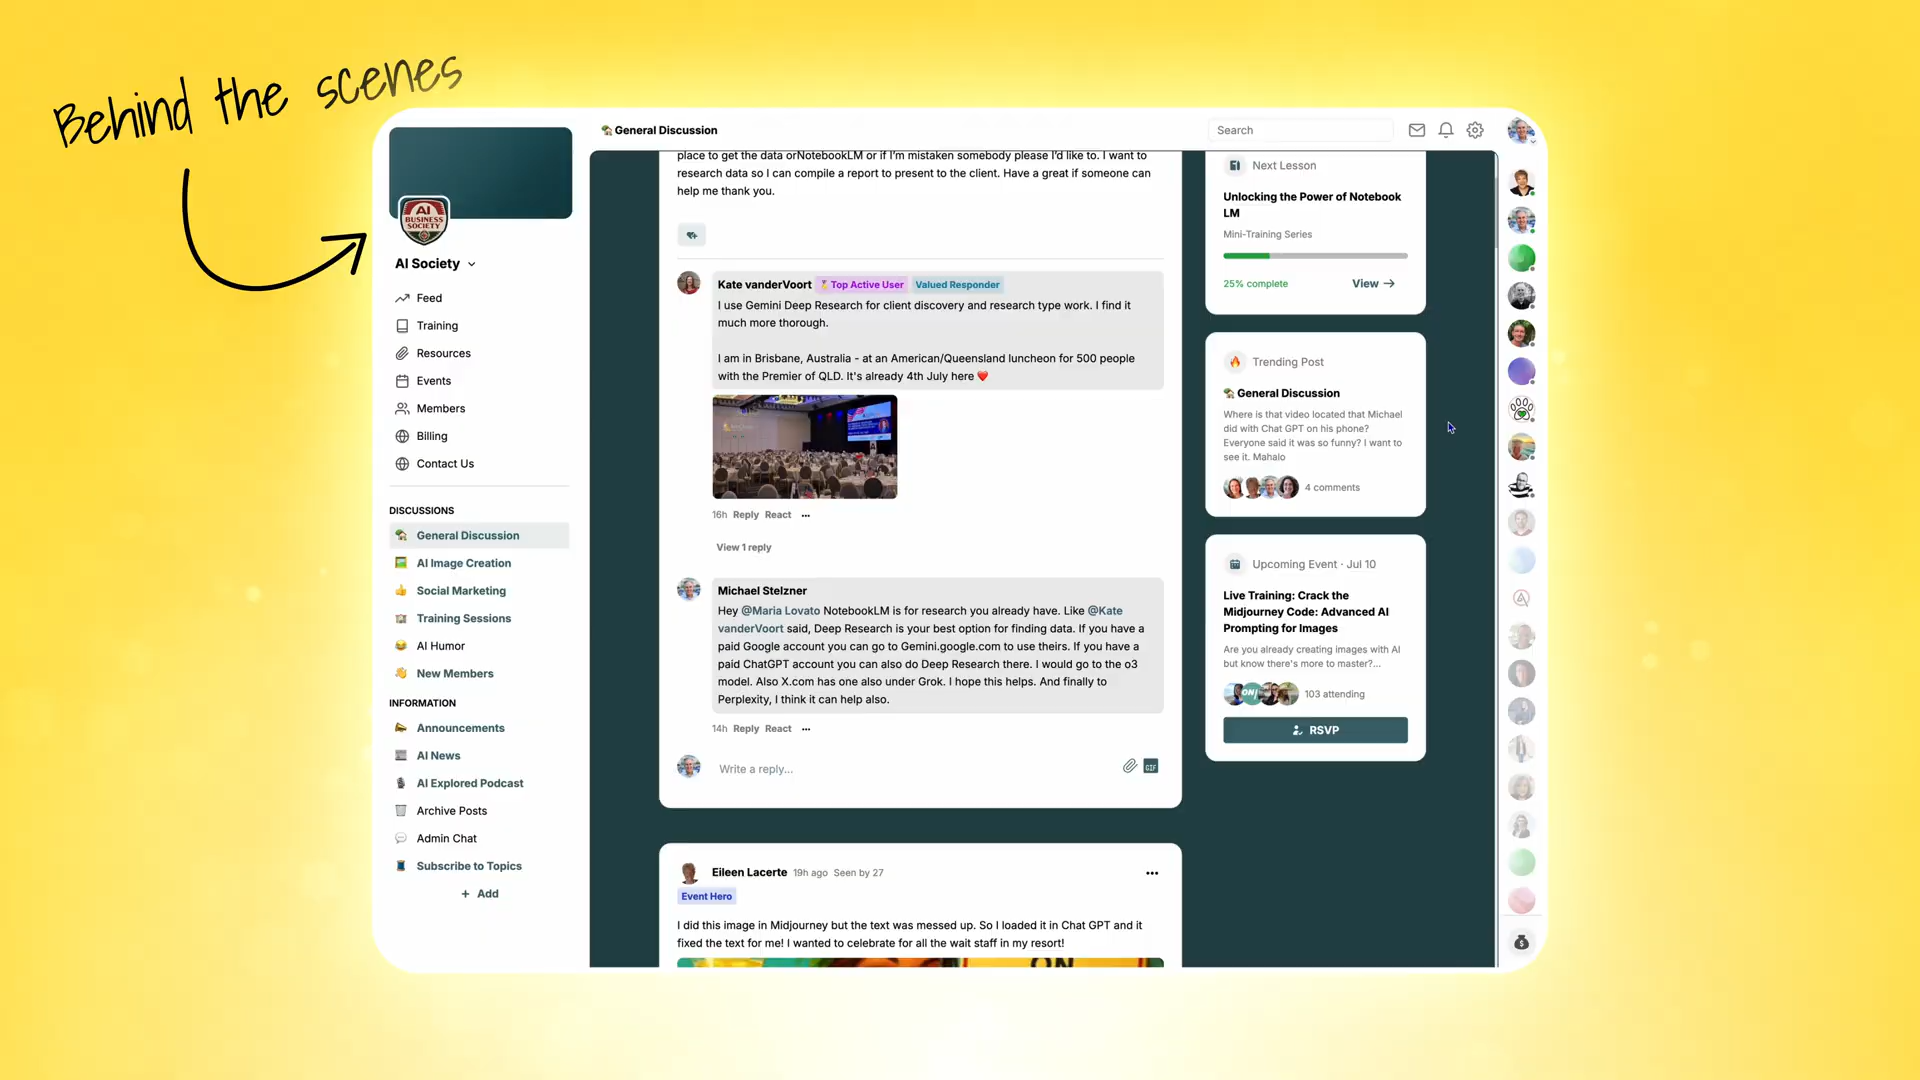 Behind the scenes
AI
BUSINESS
SOCIETY
AI Society
Feed
Training
Resources
Events
Members
Billing
Contact Us
DISCUSSIONS
General Discussion
AI Image Creation
Social Marketing
Training Sessions
AI Humor
New Members
INFORMATION
Announcements
AI News
AI Explored Podcast
Archive Posts
Admin Chat
Subscribe to Topics
+ Add
General Discussion
Search
place to get the data orNotebookLM or if I'm mistaken somebody please I'd like to. I want to
research data so I can compile a report to present to the client. Have a great if someone can
help me thank you.
Kate vanderVoort Top Active User Valued Responder
I use Gemini Deep Research for client discovery and research type work. I find it
much more thorough.
I am in Brisbane, Australia - at an American/Queensland luncheon for 500 people
with the Premier of QLD. It's already 4th July here ❤️
16h Reply React ...
View 1 reply
Michael Stelzner
Hey @Maria Lovato NotebookLM is for research you already have. Like @Kate
vanderVoort said, Deep Research is your best option for finding data. If you have a
paid Google account you can go to Gemini.google.com to use theirs. If you have a
paid ChatGPT account you can also do Deep Research there. I would go to the o3
model. Also X.com has one also under Grok. I hope this helps. And finally to
Perplexity, I think it can help also.
14h Reply React ...
Write a reply...
GIF
Eileen Lacerte 19h ago Seen by 27
Event Hero
I did this image in Midjourney but the text was messed up. So I loaded it in Chat GPT and it
fixed the text for me! I wanted to celebrate for all the wait staff in my resort!
Next Lesson
Unlocking the Power of Notebook
LM
Mini-Training Series
25% complete
View →
Trending Post
General Discussion
Where is that video located that Michael
did with Chat GPT on his phone?
Everyone said it was so funny? I want to
see it. Mahalo
4 comments
Upcoming Event · Jul 10
Live Training: Crack the
Midjourney Code: Advanced AI
Prompting for Images
Are you already creating images with AI
but know there's more to master?...
ON!
103 attending
RSVP